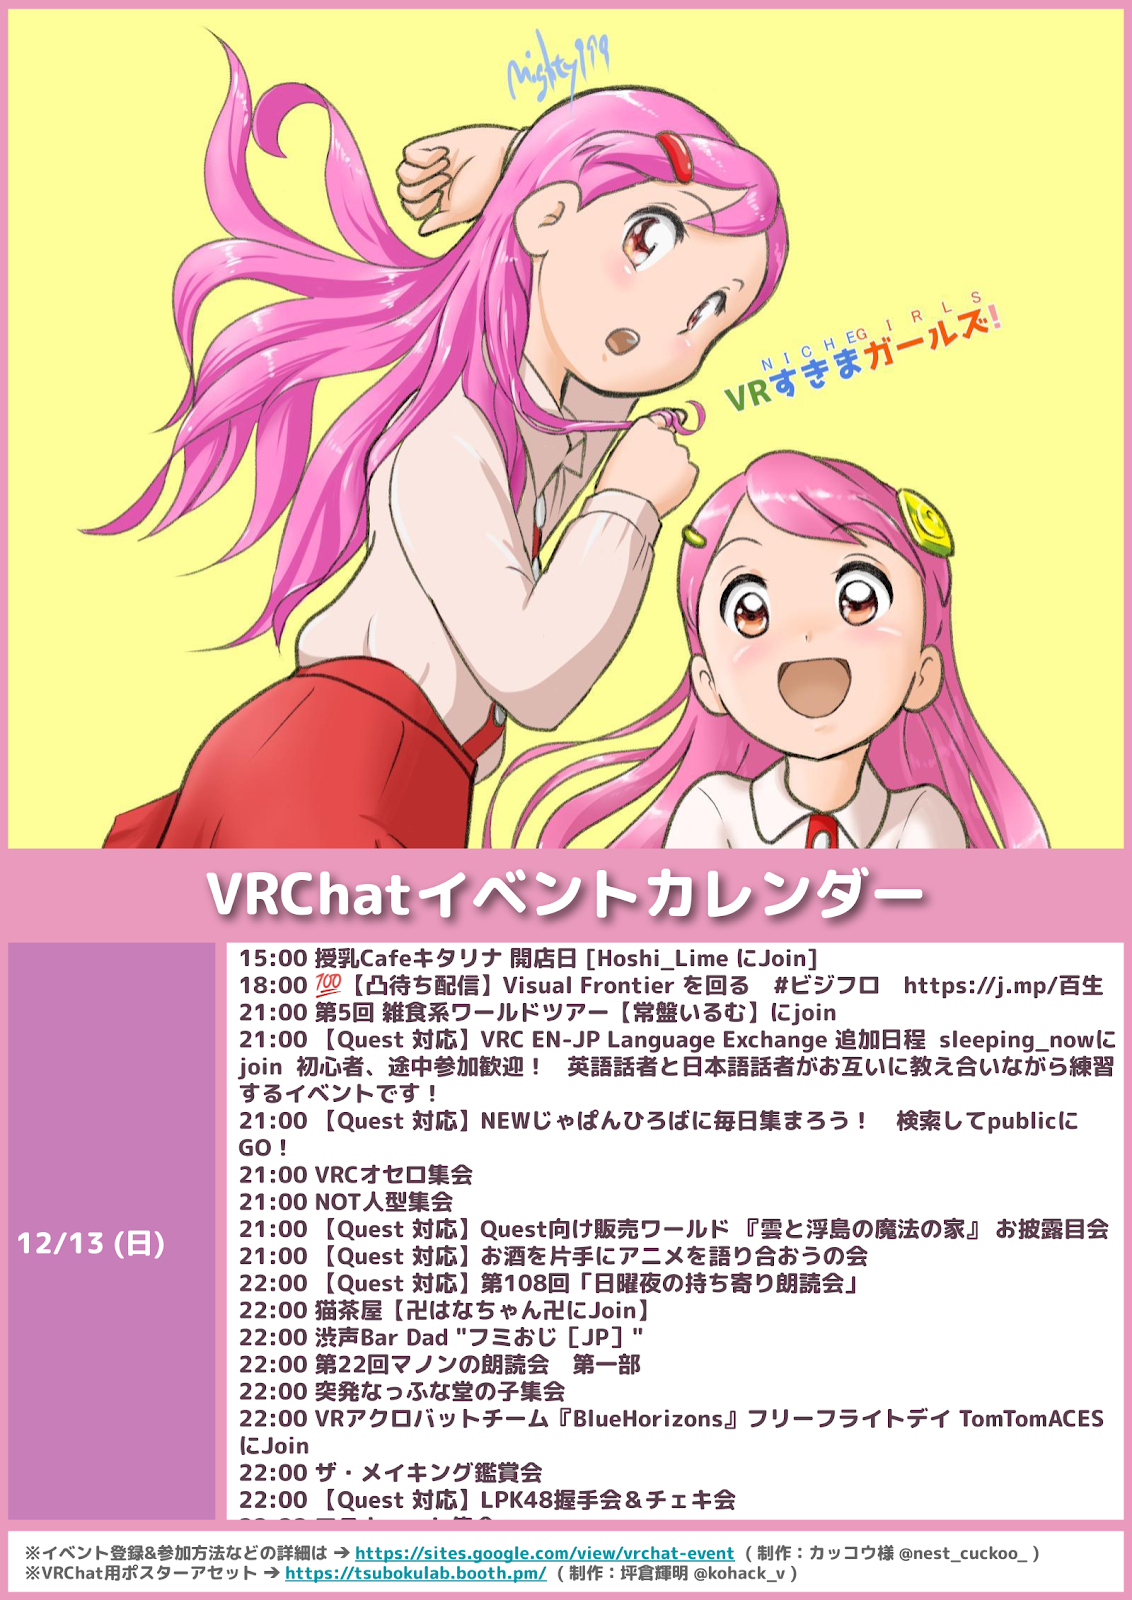 mighty199
NICHE GIRLS
VRすきまガールズ!
VRChatイベントカレンダー
12/13 (日)
15:00 授乳Cafeキタリナ 開店日 [Hoshi_Lime にJoin]
18:00 💯【凸待ち配信】Visual Frontier を回る　#ビジフロ　https://j.mp/百生
21:00 第5回 雑食系ワールドツアー【常盤いるむ】にjoin
21:00 【Quest 対応】VRC EN-JP Language Exchange 追加日程 sleeping_nowに
join 初心者、途中参加歓迎！　英語話者と日本語話者がお互いに教え合いながら練習
するイベントです！
21:00 【Quest 対応】NEWじゃぱんひろばに毎日集まろう！　検索してpublicに
GO！
21:00 VRCオセロ集会
21:00 NOT人型集会
21:00 【Quest 対応】Quest向け販売ワールド 『雲と浮島の魔法の家』 お披露目会
21:00 【Quest 対応】お酒を片手にアニメを語り合おうの会
22:00 【Quest 対応】第108回「日曜夜の持ち寄り朗読会」
22:00 猫茶屋【卍はなちゃん卍にJoin】
22:00 渋声Bar Dad "フミおじ［JP］"
22:00 第22回マノンの朗読会　第一部
22:00 突発なっふな堂の子集会
22:00 VRアクロバットチーム『BlueHorizons』フリーフライトデイ TomTomACES
にJoin
22:00 ザ・メイキング鑑賞会
22:00 【Quest 対応】LPK48握手会＆チェキ会
※イベント登録&参加方法などの詳細は ➔ https://sites.google.com/view/vrchat-event （ 制作：カッコウ様 @nest_cuckoo_ ）
※VRChat用ポスターアセット ➔ https://tsubokulab.booth.pm/ （ 制作：坪倉輝明 @kohack_v ）